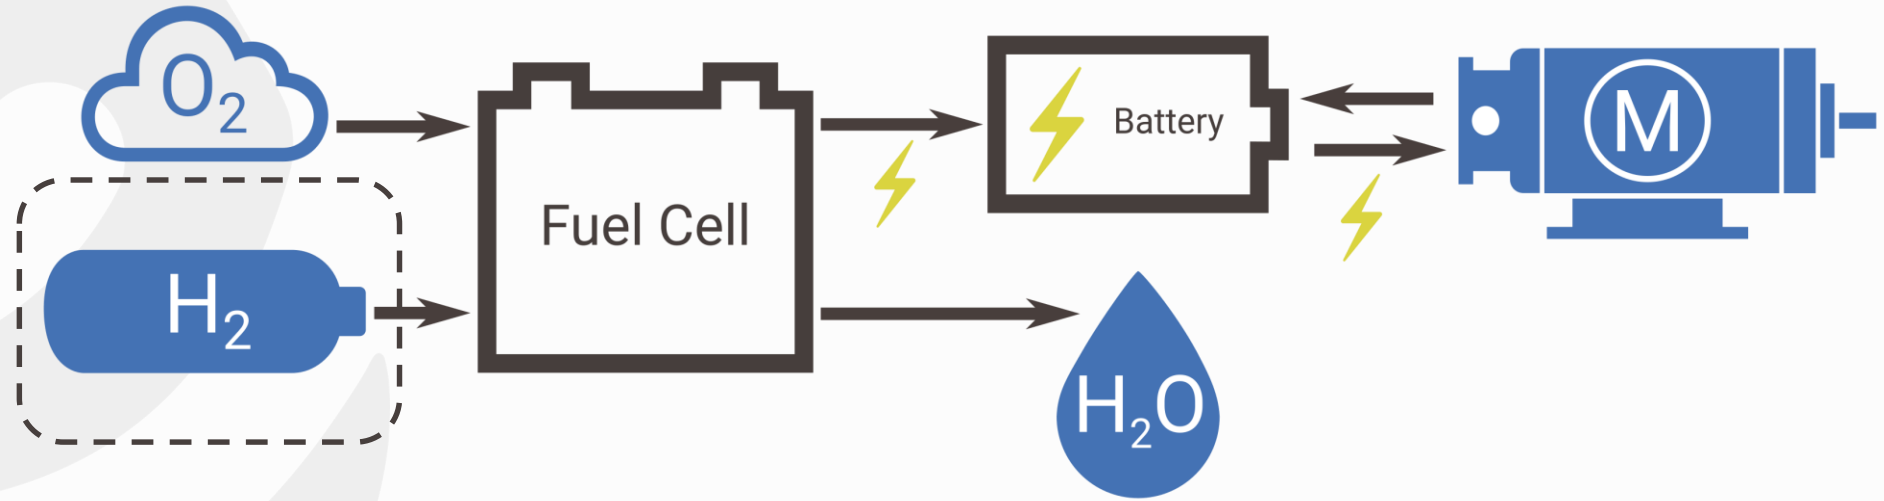 O₂
H₂
Fuel Cell
Battery
M
H₂O